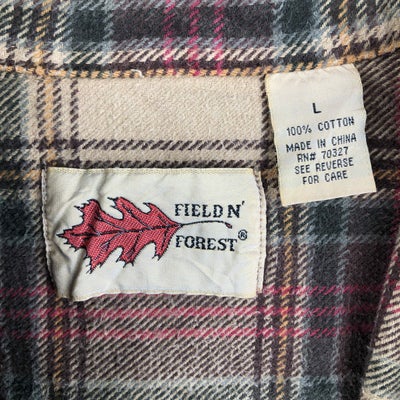 FIELD N'
FOREST®
L
100% COTTON
MADE IN CHINA
RN# 70327
SEE REVERSE
FOR CARE